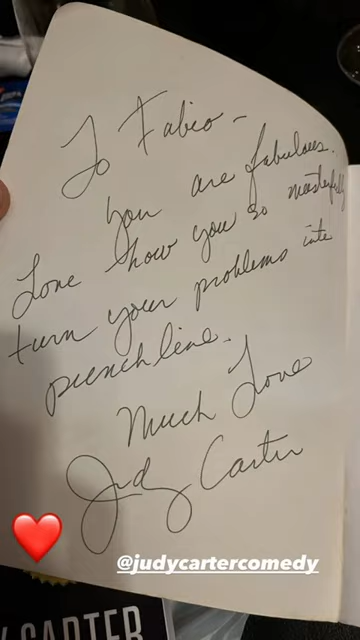 To Fabio -
you are fabulous.
Love how you so masterfully
turn your problems into
punchline.
Much Love
Judy Carter
@judycartercomedy
CARTER